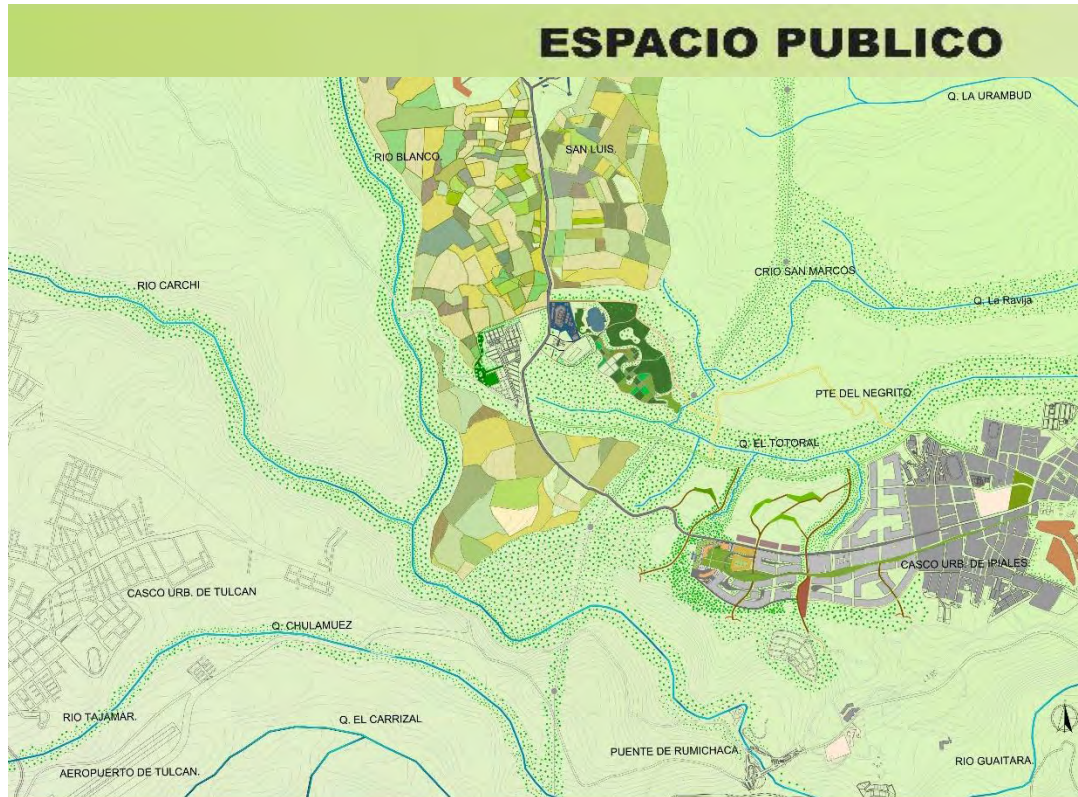 ESPACIO PUBLICO
Q. LA URAMBUD
RIO BLANCO.
SAN LUIS.
CRIO SAN MARCOS
RIO CARCHI
Q. La Ravija
PTE DEL NEGRITO
Q. EL TOTORAL
CASCO URB. DE IPIALES.
CASCO URB. DE TULCAN
Q. CHULAMUEZ
RIO TAJAMAR.
Q. EL CARRIZAL
PUENTE DE RUMICHACA.
RIO GUAITARA.
AEROPUERTO DE TULCAN.